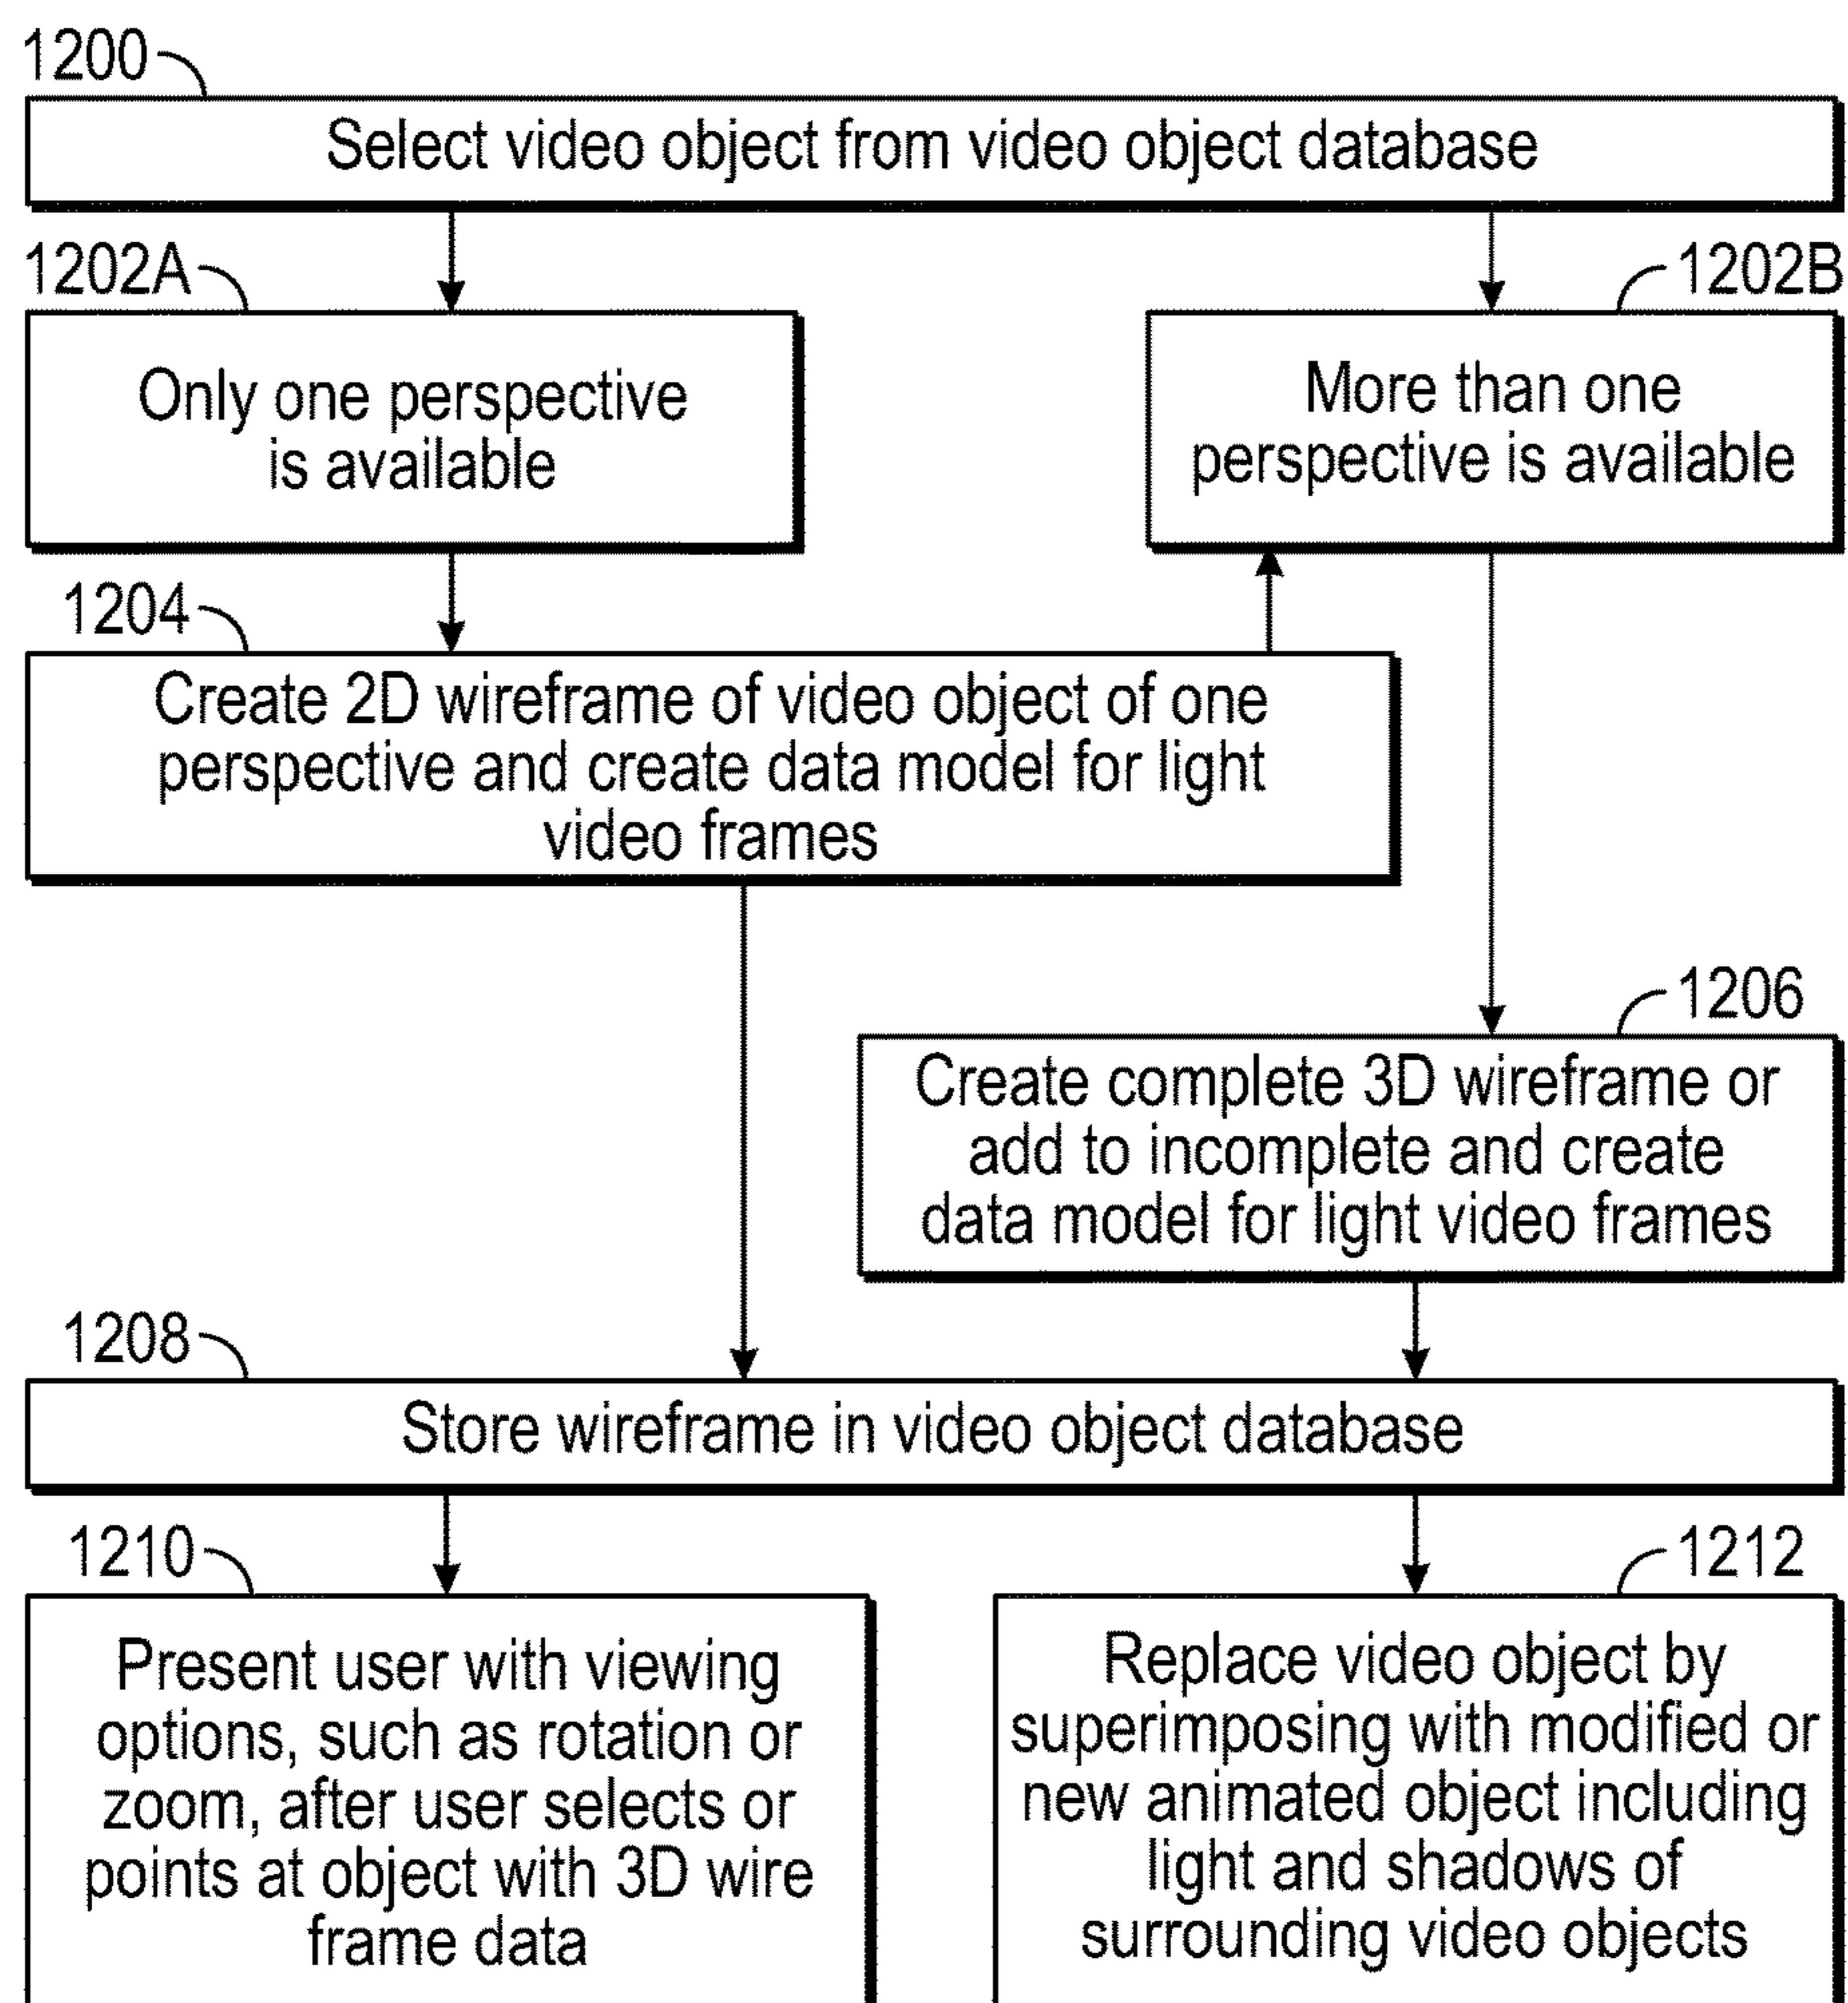 1200
Select video object from video object database
1202A
1202B
Only one perspective
is available
More than one
perspective is available
1204
Create 2D wireframe of video object of one
perspective and create data model for light
video frames
1206
Create complete 3D wireframe or
add to incomplete and create
data model for light video frames
1208
Store wireframe in video object database
1210
1212
Present user with viewing
options, such as rotation or
zoom, after user selects or
points at object with 3D wire
frame data
Replace video object by
superimposing with modified or
new animated object including
light and shadows of
surrounding video objects